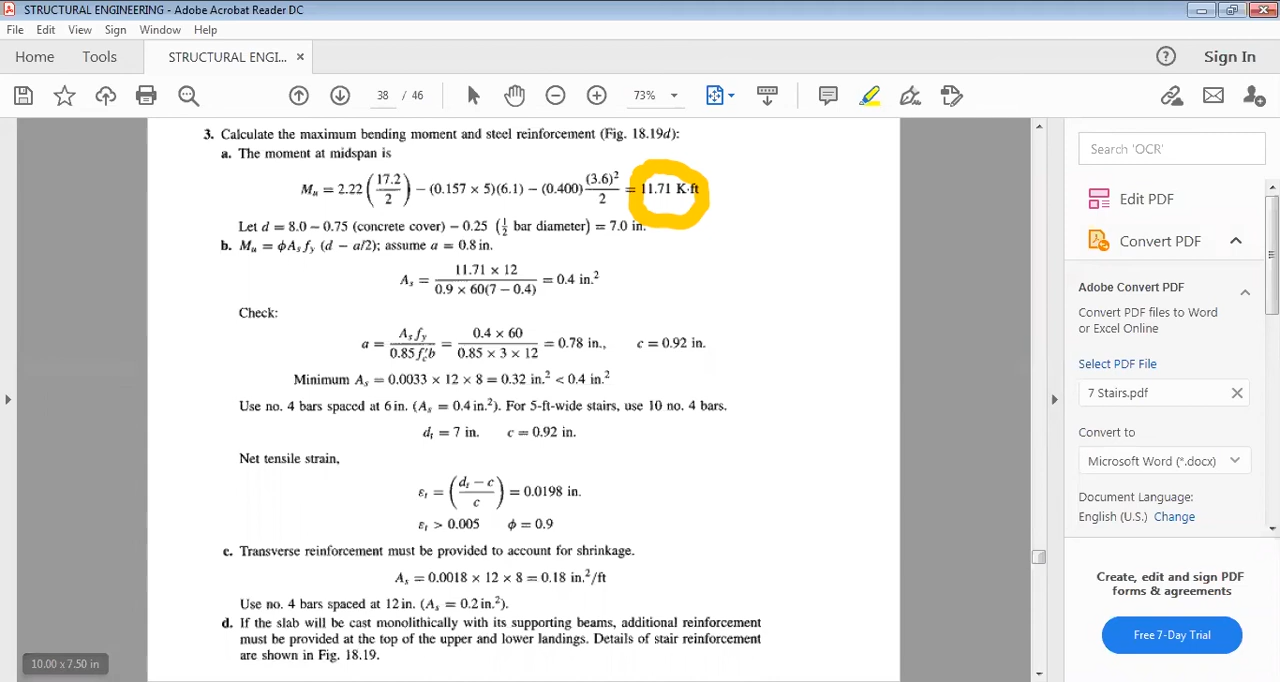 STRUCTURAL ENGINEERING - Adobe Acrobat Reader DC
File Edit View Sign Window Help
Home Tools STRUCTURAL ENGI... × Sign In
38 / 46 73%
3. Calculate the maximum bending moment and steel reinforcement (Fig. 18.19d):
a. The moment at midspan is
Mu = 2.22 (17.2/2) − (0.157 × 5)(6.1) − (0.400) (3.6)²/2 = 11.71 K·ft
Let d = 8.0 − 0.75 (concrete cover) − 0.25 (½ bar diameter) = 7.0 in.
b. Mu = φAs fy (d − a/2); assume a = 0.8 in.
As = 11.71 × 12 / 0.9 × 60(7 − 0.4) = 0.4 in.²
Check:
a = As fy / 0.85 f′c b = 0.4 × 60 / 0.85 × 3 × 12 = 0.78 in., c = 0.92 in.
Minimum As = 0.0033 × 12 × 8 = 0.32 in.² < 0.4 in.²
Use no. 4 bars spaced at 6 in. (As = 0.4 in.²). For 5-ft-wide stairs, use 10 no. 4 bars.
dt = 7 in. c = 0.92 in.
Net tensile strain,
εt = (dt − c / c) = 0.0198 in.
εt > 0.005 φ = 0.9
c. Transverse reinforcement must be provided to account for shrinkage.
As = 0.0018 × 12 × 8 = 0.18 in.²/ft
Use no. 4 bars spaced at 12 in. (As = 0.2 in.²).
d. If the slab will be cast monolithically with its supporting beams, additional reinforcement
must be provided at the top of the upper and lower landings. Details of stair reinforcement
are shown in Fig. 18.19.
10.00 x 7.50 in
Search 'OCR'
Edit PDF
Convert PDF
Adobe Convert PDF
Convert PDF files to Word
or Excel Online
Select PDF File
7 Stairs.pdf ×
Convert to
Microsoft Word (*.docx)
Document Language:
English (U.S.) Change
Create, edit and sign PDF
forms & agreements
Free 7-Day Trial